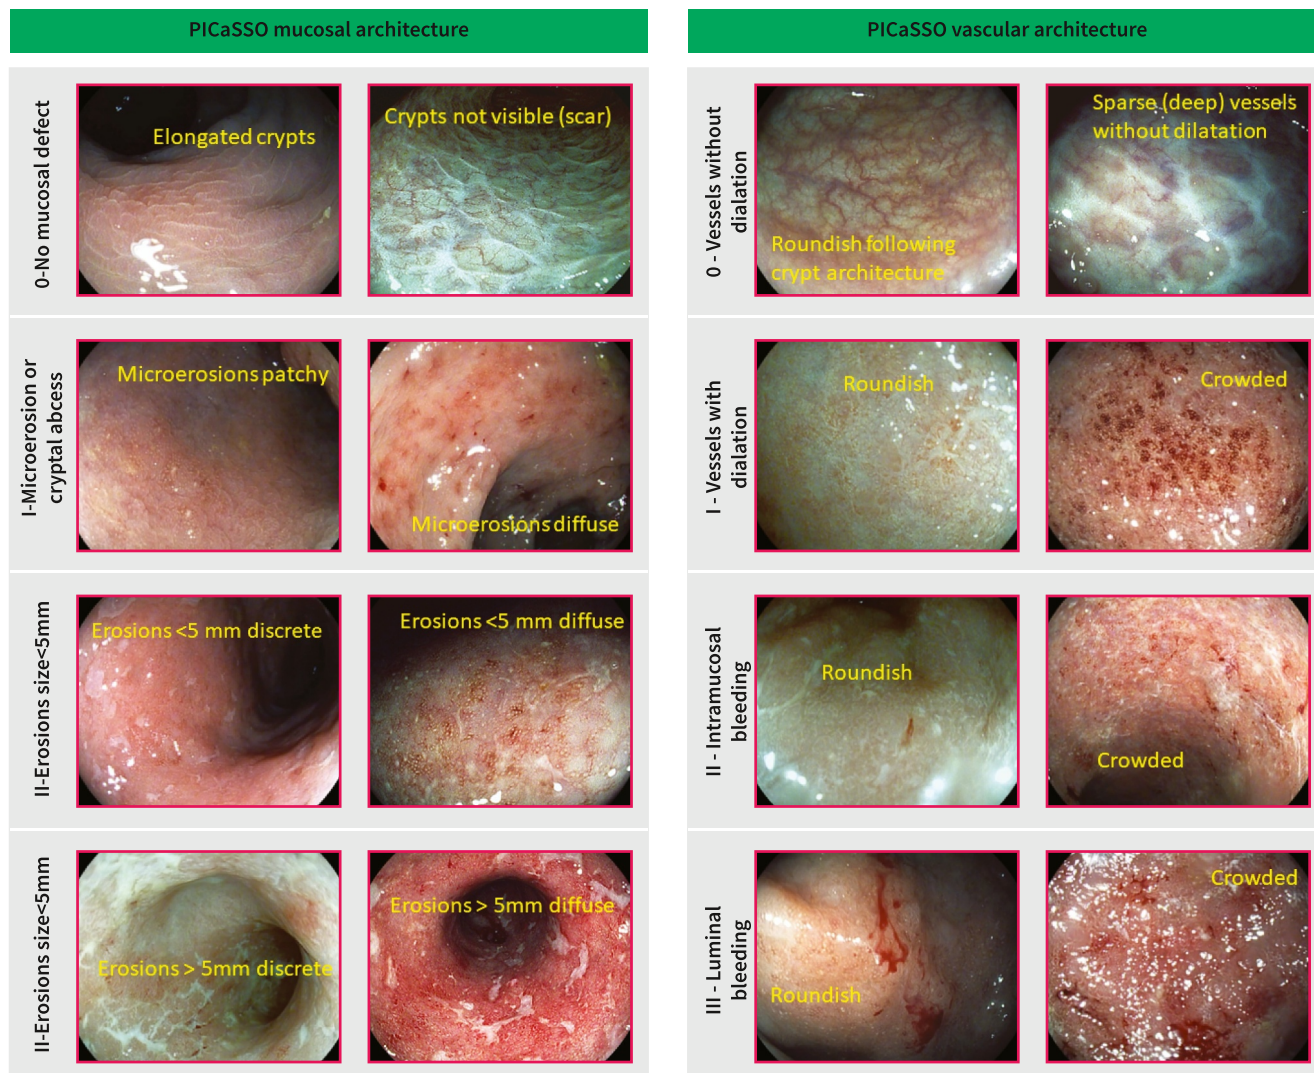 PICaSSO mucosal architecture
0-No mucosal defect
Elongated crypts
Crypts not visible (scar)
I-Microerosion or
cryptal abcess
Microerosions patchy
Microerosions diffuse
II-Erosions size<5mm
Erosions <5 mm discrete
Erosions <5 mm diffuse
II-Erosions size<5mm
Erosions > 5mm discrete
Erosions > 5mm diffuse
PICaSSO vascular architecture
0 - Vessels without
dialation
Roundish following
crypt architecture
Sparse (deep) vessels
without dilatation
I - Vessels with
dialation
Roundish
Crowded
II - Intramucosal
bleeding
Roundish
Crowded
III - Luminal
bleeding
Roundish
Crowded